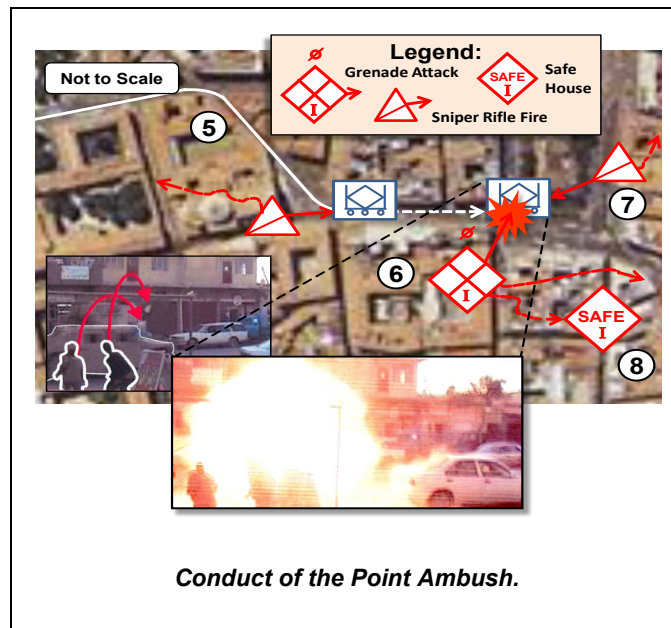 Legend:
Not to Scale
Grenade Attack
SAFE
I
Safe
House
I
Sniper Rifle Fire
5
7
6
I
SAFE
I
8
Conduct of the Point Ambush.